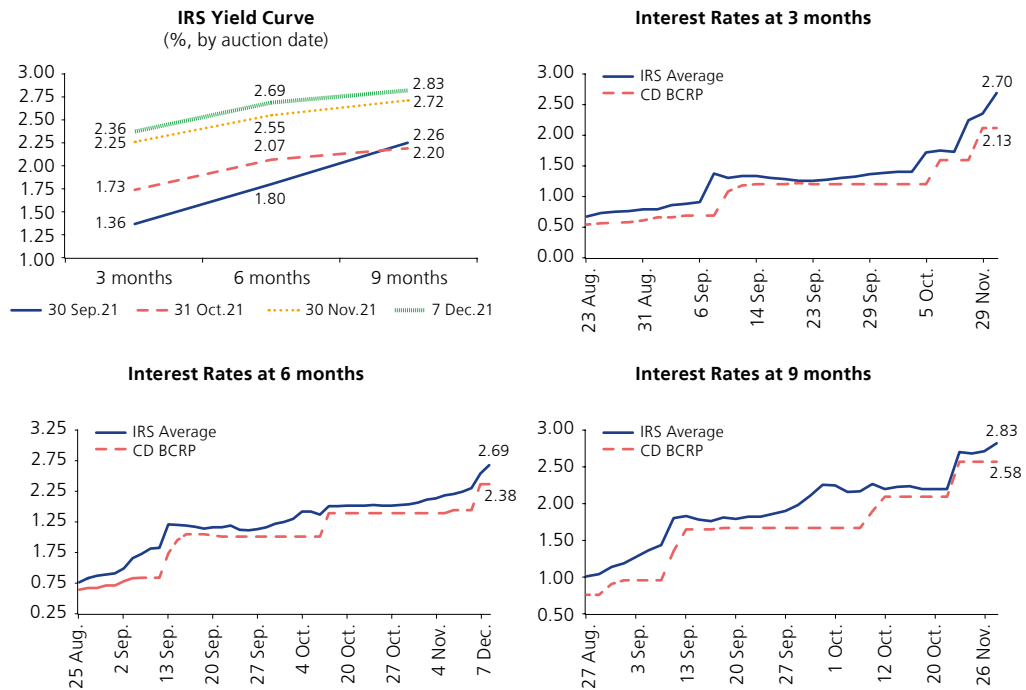 IRS Yield Curve
(%, by auction date)
3.00
2.75
2.50
2.25
2.00
1.75
1.50
1.25
1.00
2.36
2.25
1.73
1.36
2.69
2.55
2.07
1.80
2.83
2.72
2.26
2.20
3 months
6 months
9 months
30 Sep.21
31 Oct.21
30 Nov.21
7 Dec.21
Interest Rates at 3 months
3.00
2.50
2.00
1.50
1.00
0.50
0.00
IRS Average
CD BCRP
2.70
2.13
23 Aug.
31 Aug.
6 Sep.
14 Sep.
23 Sep.
29 Sep.
5 Oct.
29 Nov.
Interest Rates at 6 months
3.25
2.75
2.25
1.25
1.75
0.75
0.25
IRS Average
CD BCRP
2.69
2.38
25 Aug.
2 Sep.
13 Sep.
20 Sep.
27 Sep.
4 Oct.
20 Oct.
27 Oct.
4 Nov.
7 Dec.
Interest Rates at 9 months
3.00
2.50
2.00
1.50
1.00
0.50
IRS Average
CD BCRP
2.83
2.58
27 Aug.
3 Sep.
13 Sep.
20 Sep.
27 Sep.
1 Oct.
12 Oct.
20 Oct.
26 Nov.